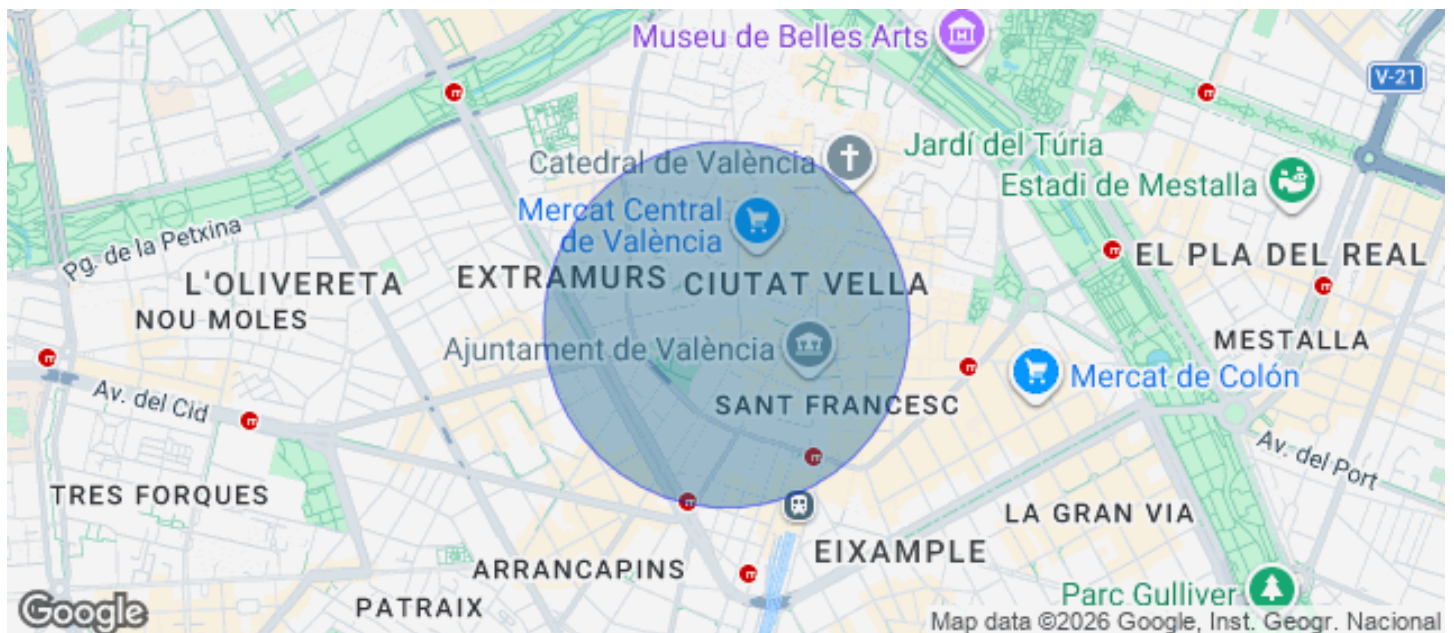 Museu de Belles Arts
V-21
Catedral de València
Jardí del Túria
Estadi de Mestalla
Mercat Central
de València
Pg. de la Petxina
EL PLA DEL REAL
L'OLIVERETA
EXTRAMURS
CIUTAT VELLA
NOU MOLES
MESTALLA
Ajuntament de València
Mercat de Colón
Av. del Cid
SANT FRANCESC
Av. del Port
TRES FORQUES
LA GRAN VIA
EIXAMPLE
ARRANCAPINS
Parc Gulliver
PATRAIX
Google
Map data ©2026 Google, Inst. Geogr. Nacional